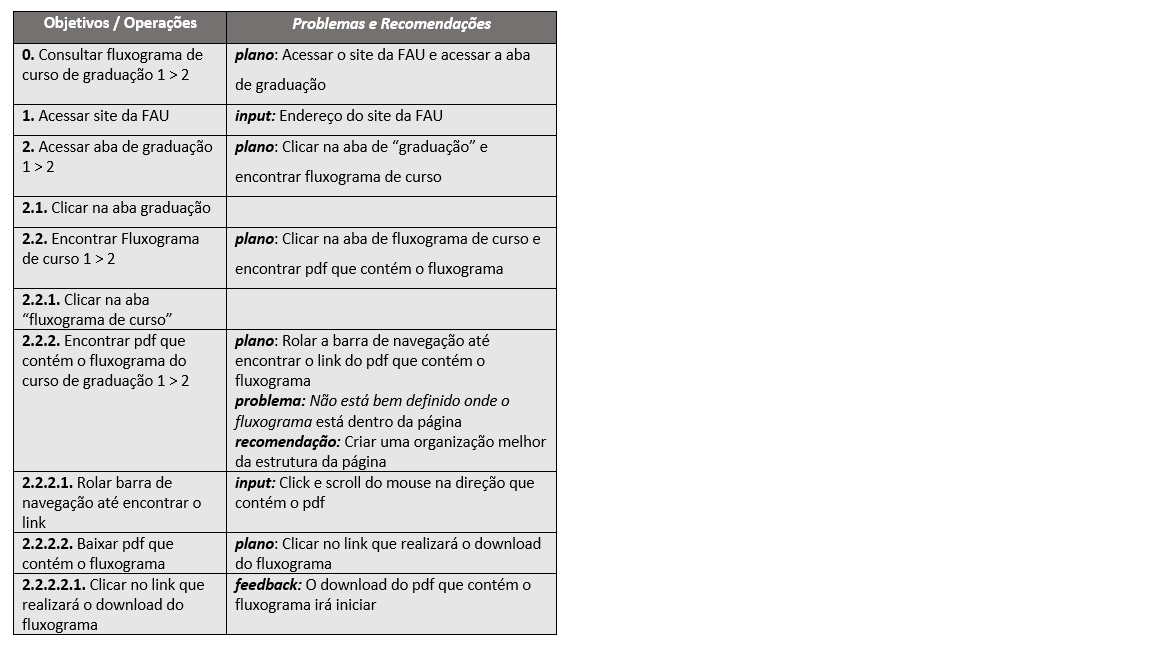 Objetivos / Operações
Problemas e Recomendações
0. Consultar fluxograma de
curso de graduação 1 > 2
plano: Acessar o site da FAU e acessar a aba
de graduação
1. Acessar site da FAU
input: Endereço do site da FAU
2. Acessar aba de graduação
1 > 2
plano: Clicar na aba de “graduação” e
encontrar fluxograma de curso
2.1. Clicar na aba graduação
2.2. Encontrar Fluxograma
de curso 1 > 2
plano: Clicar na aba de fluxograma de curso e
encontrar pdf que contém o fluxograma
2.2.1. Clicar na aba
“fluxograma de curso”
2.2.2. Encontrar pdf que
contém o fluxograma do
curso de graduação 1 > 2
plano: Rolar a barra de navegação até
encontrar o link do pdf que contém o
fluxograma
problema: Não está bem definido onde o
fluxograma está dentro da página
recomendação: Criar uma organização melhor
da estrutura da página
2.2.2.1. Rolar barra de
navegação até encontrar o
link
input: Click e scroll do mouse na direção que
contém o pdf
2.2.2.2. Baixar pdf que
contém o fluxograma
plano: Clicar no link que realizará o download
do fluxograma
2.2.2.2.1. Clicar no link que
realizará o download do
fluxograma
feedback: O download do pdf que contém o
fluxograma irá iniciar